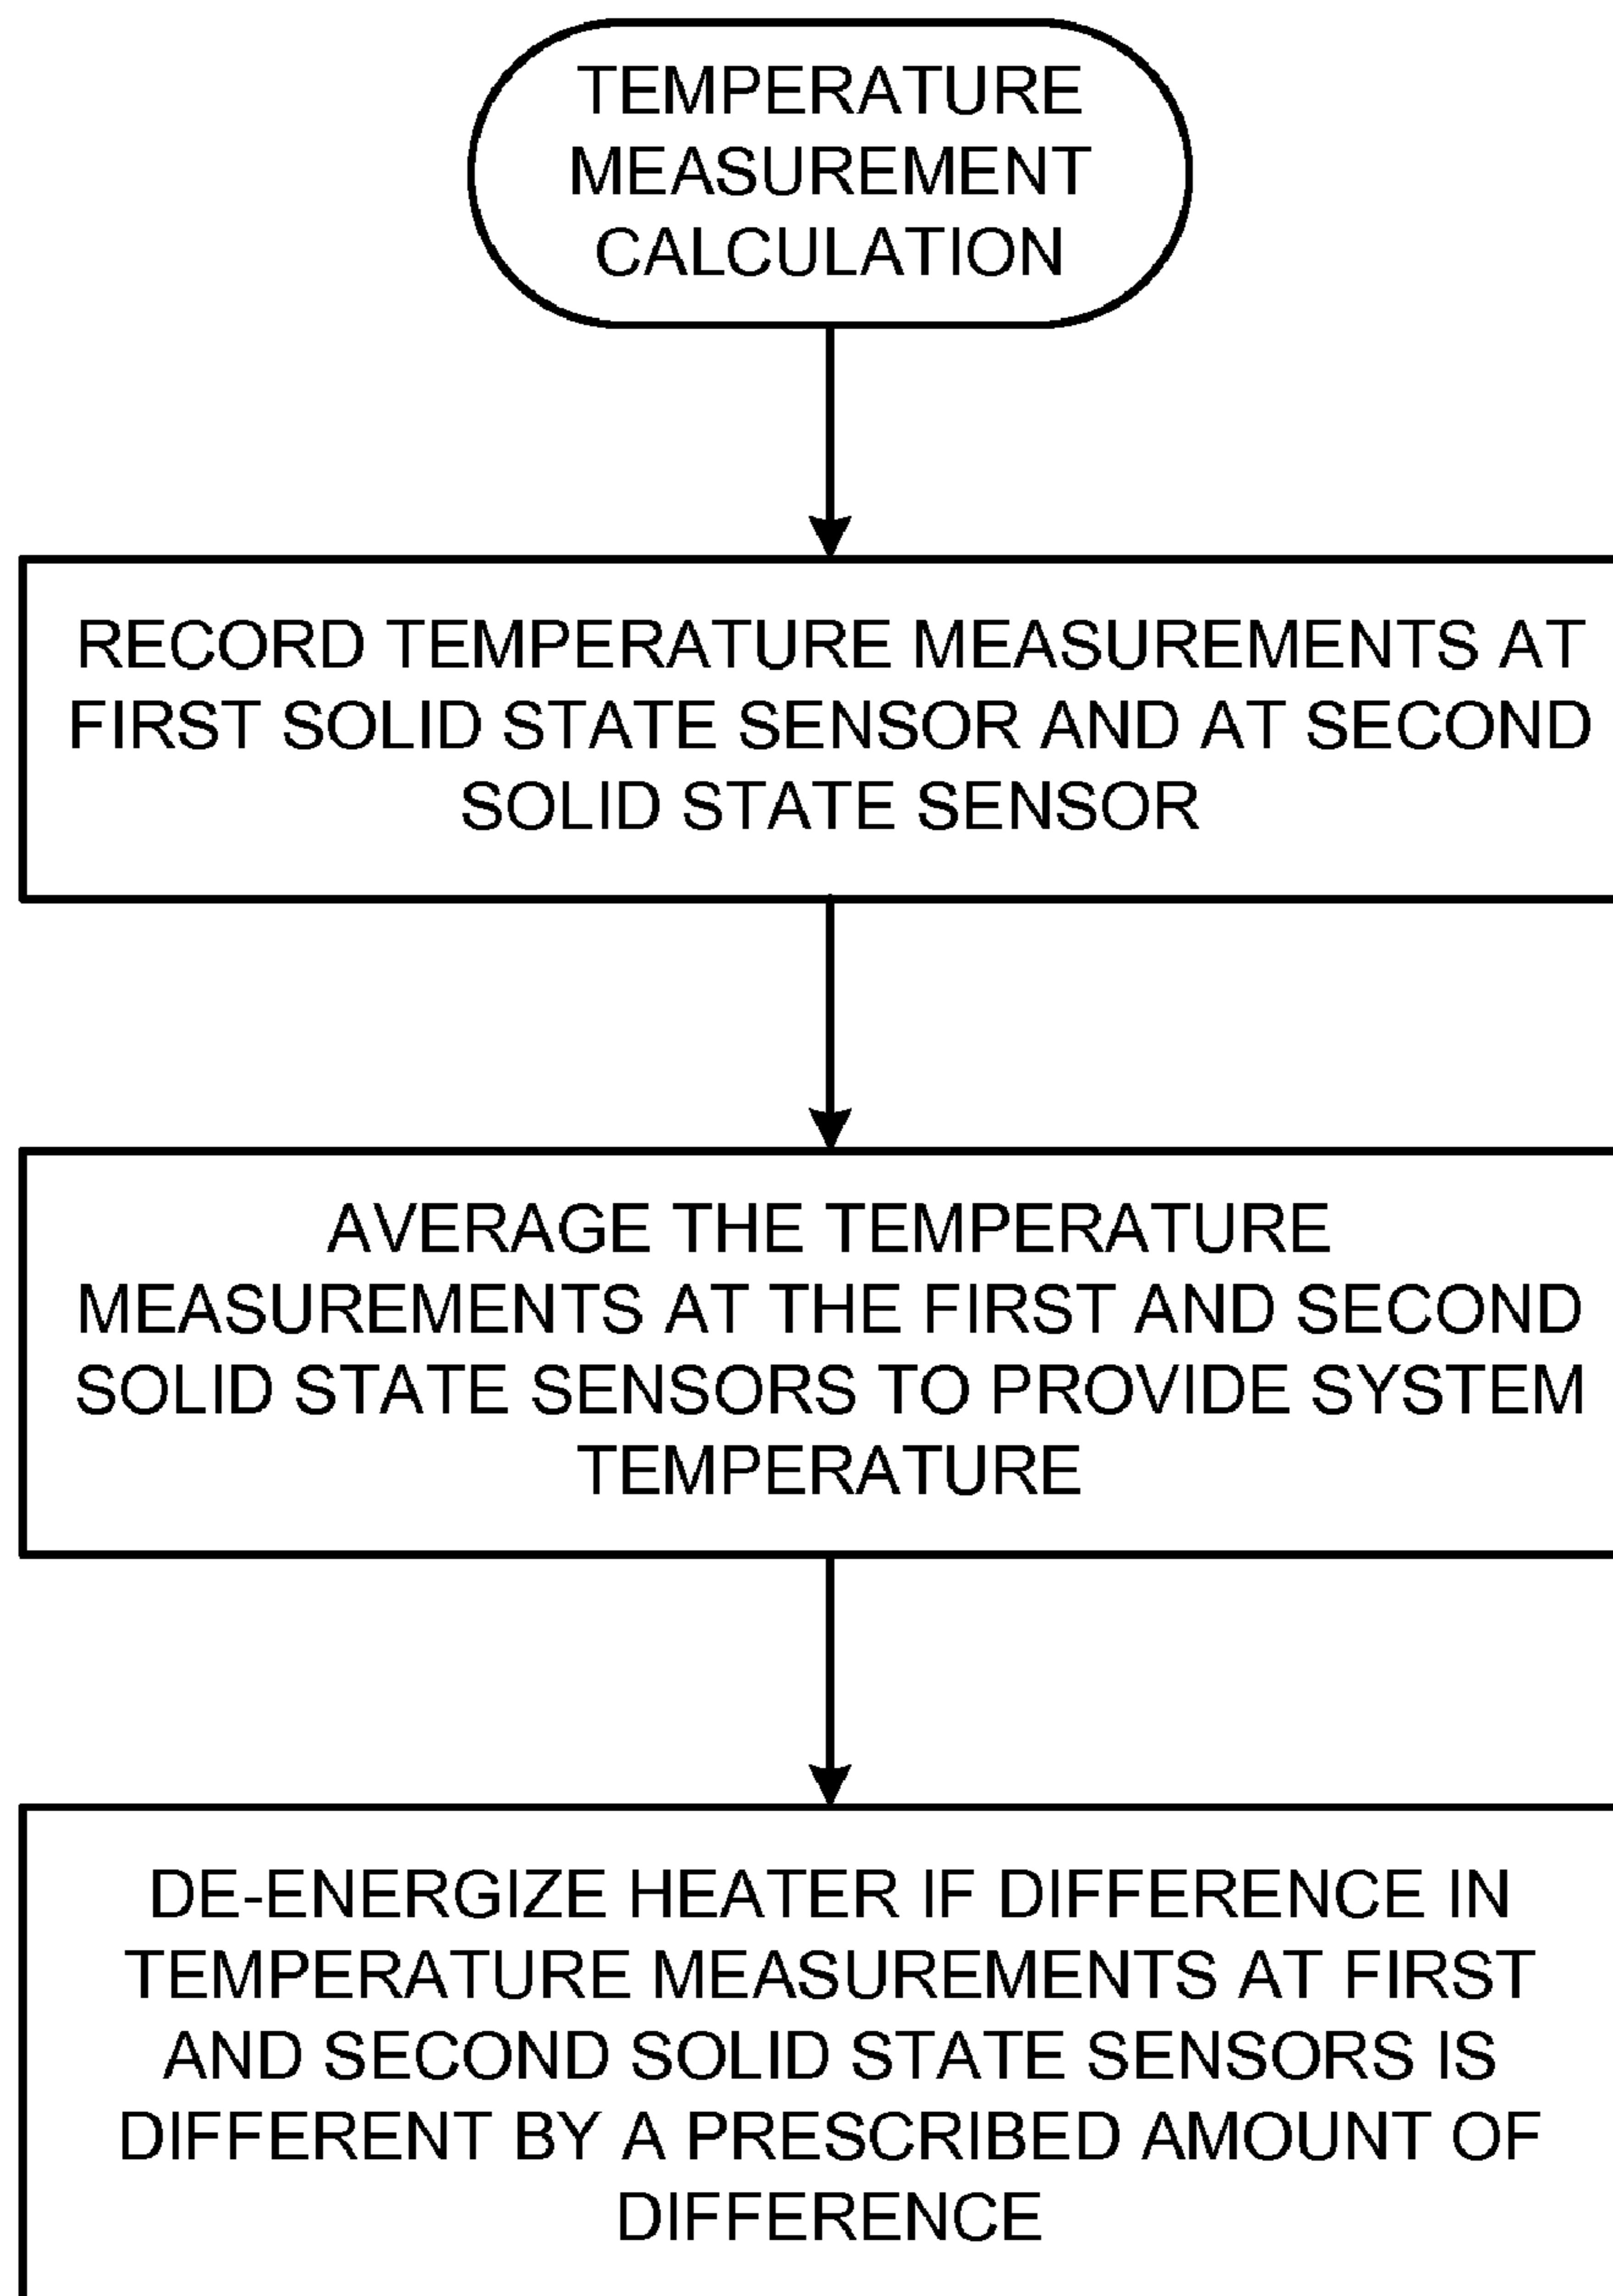 TEMPERATURE
MEASUREMENT
CALCULATION
RECORD TEMPERATURE MEASUREMENTS AT
FIRST SOLID STATE SENSOR AND AT SECOND
SOLID STATE SENSOR
AVERAGE THE TEMPERATURE
MEASUREMENTS AT THE FIRST AND SECOND
SOLID STATE SENSORS TO PROVIDE SYSTEM
TEMPERATURE
DE-ENERGIZE HEATER IF DIFFERENCE IN
TEMPERATURE MEASUREMENTS AT FIRST
AND SECOND SOLID STATE SENSORS IS
DIFFERENT BY A PRESCRIBED AMOUNT OF
DIFFERENCE